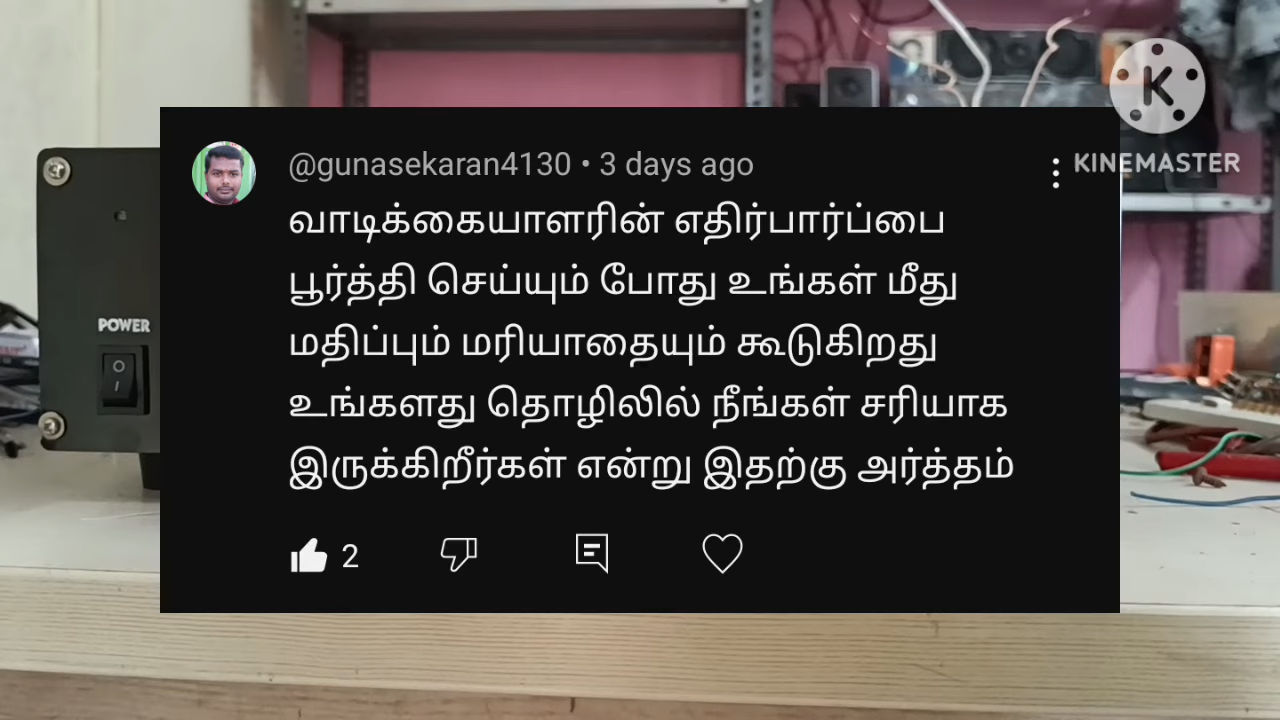 @gunasekaran4130 • 3 days ago
வாடிக்கையாளரின் எதிர்பார்ப்பை
பூர்த்தி செய்யும் போது உங்கள் மீது
மதிப்பும் மரியாதையும் கூடுகிறது
உங்களது தொழிலில் நீங்கள் சரியாக
இருக்கிறீர்கள் என்று இதற்கு அர்த்தம்
2
POWER
K
KINEMASTER